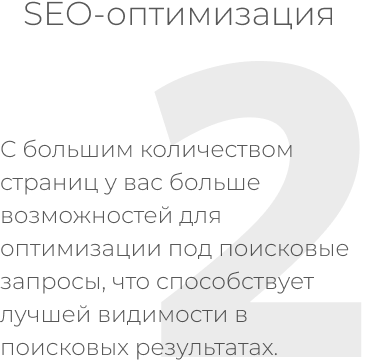 SEO-оптимизация
2
С большим количеством
страниц у вас больше
возможностей для
оптимизации под поисковые
запросы, что способствует
лучшей видимости в
поисковых результатах.